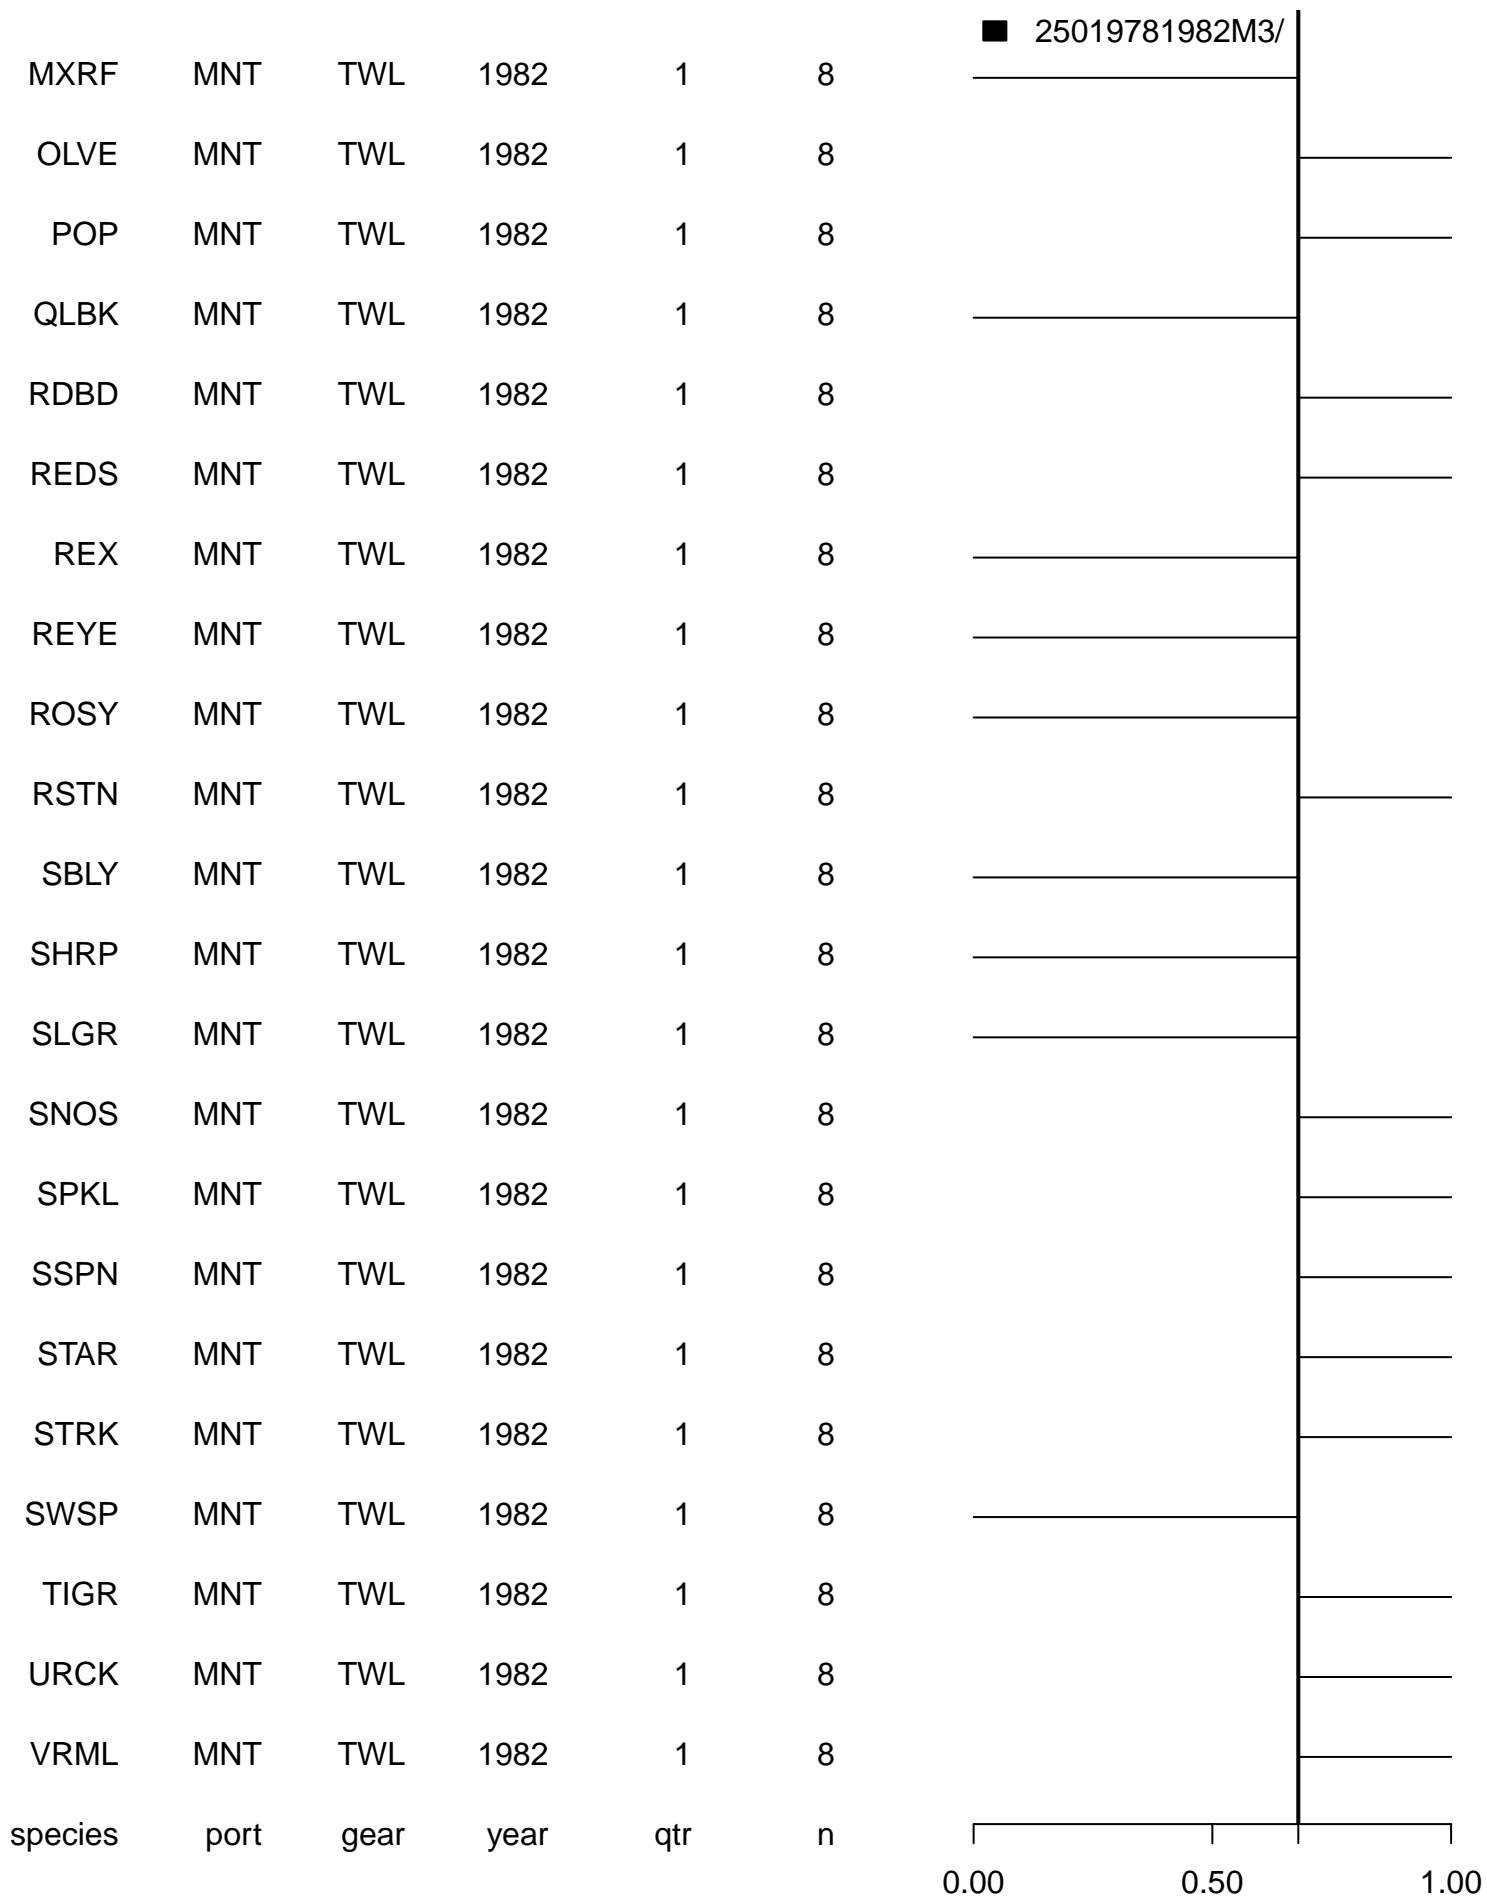 25019781982M3/
MXRF MNT TWL 1982 1 8
OLVE MNT TWL 1982 1 8
POP MNT TWL 1982 1 8
QLBK MNT TWL 1982 1 8
RDBD MNT TWL 1982 1 8
REDS MNT TWL 1982 1 8
REX MNT TWL 1982 1 8
REYE MNT TWL 1982 1 8
ROSY MNT TWL 1982 1 8
RSTN MNT TWL 1982 1 8
SBLY MNT TWL 1982 1 8
SHRP MNT TWL 1982 1 8
SLGR MNT TWL 1982 1 8
SNOS MNT TWL 1982 1 8
SPKL MNT TWL 1982 1 8
SSPN MNT TWL 1982 1 8
STAR MNT TWL 1982 1 8
STRK MNT TWL 1982 1 8
SWSP MNT TWL 1982 1 8
TIGR MNT TWL 1982 1 8
URCK MNT TWL 1982 1 8
VRML MNT TWL 1982 1 8
species port gear year qtr n
0.00 0.50 1.00